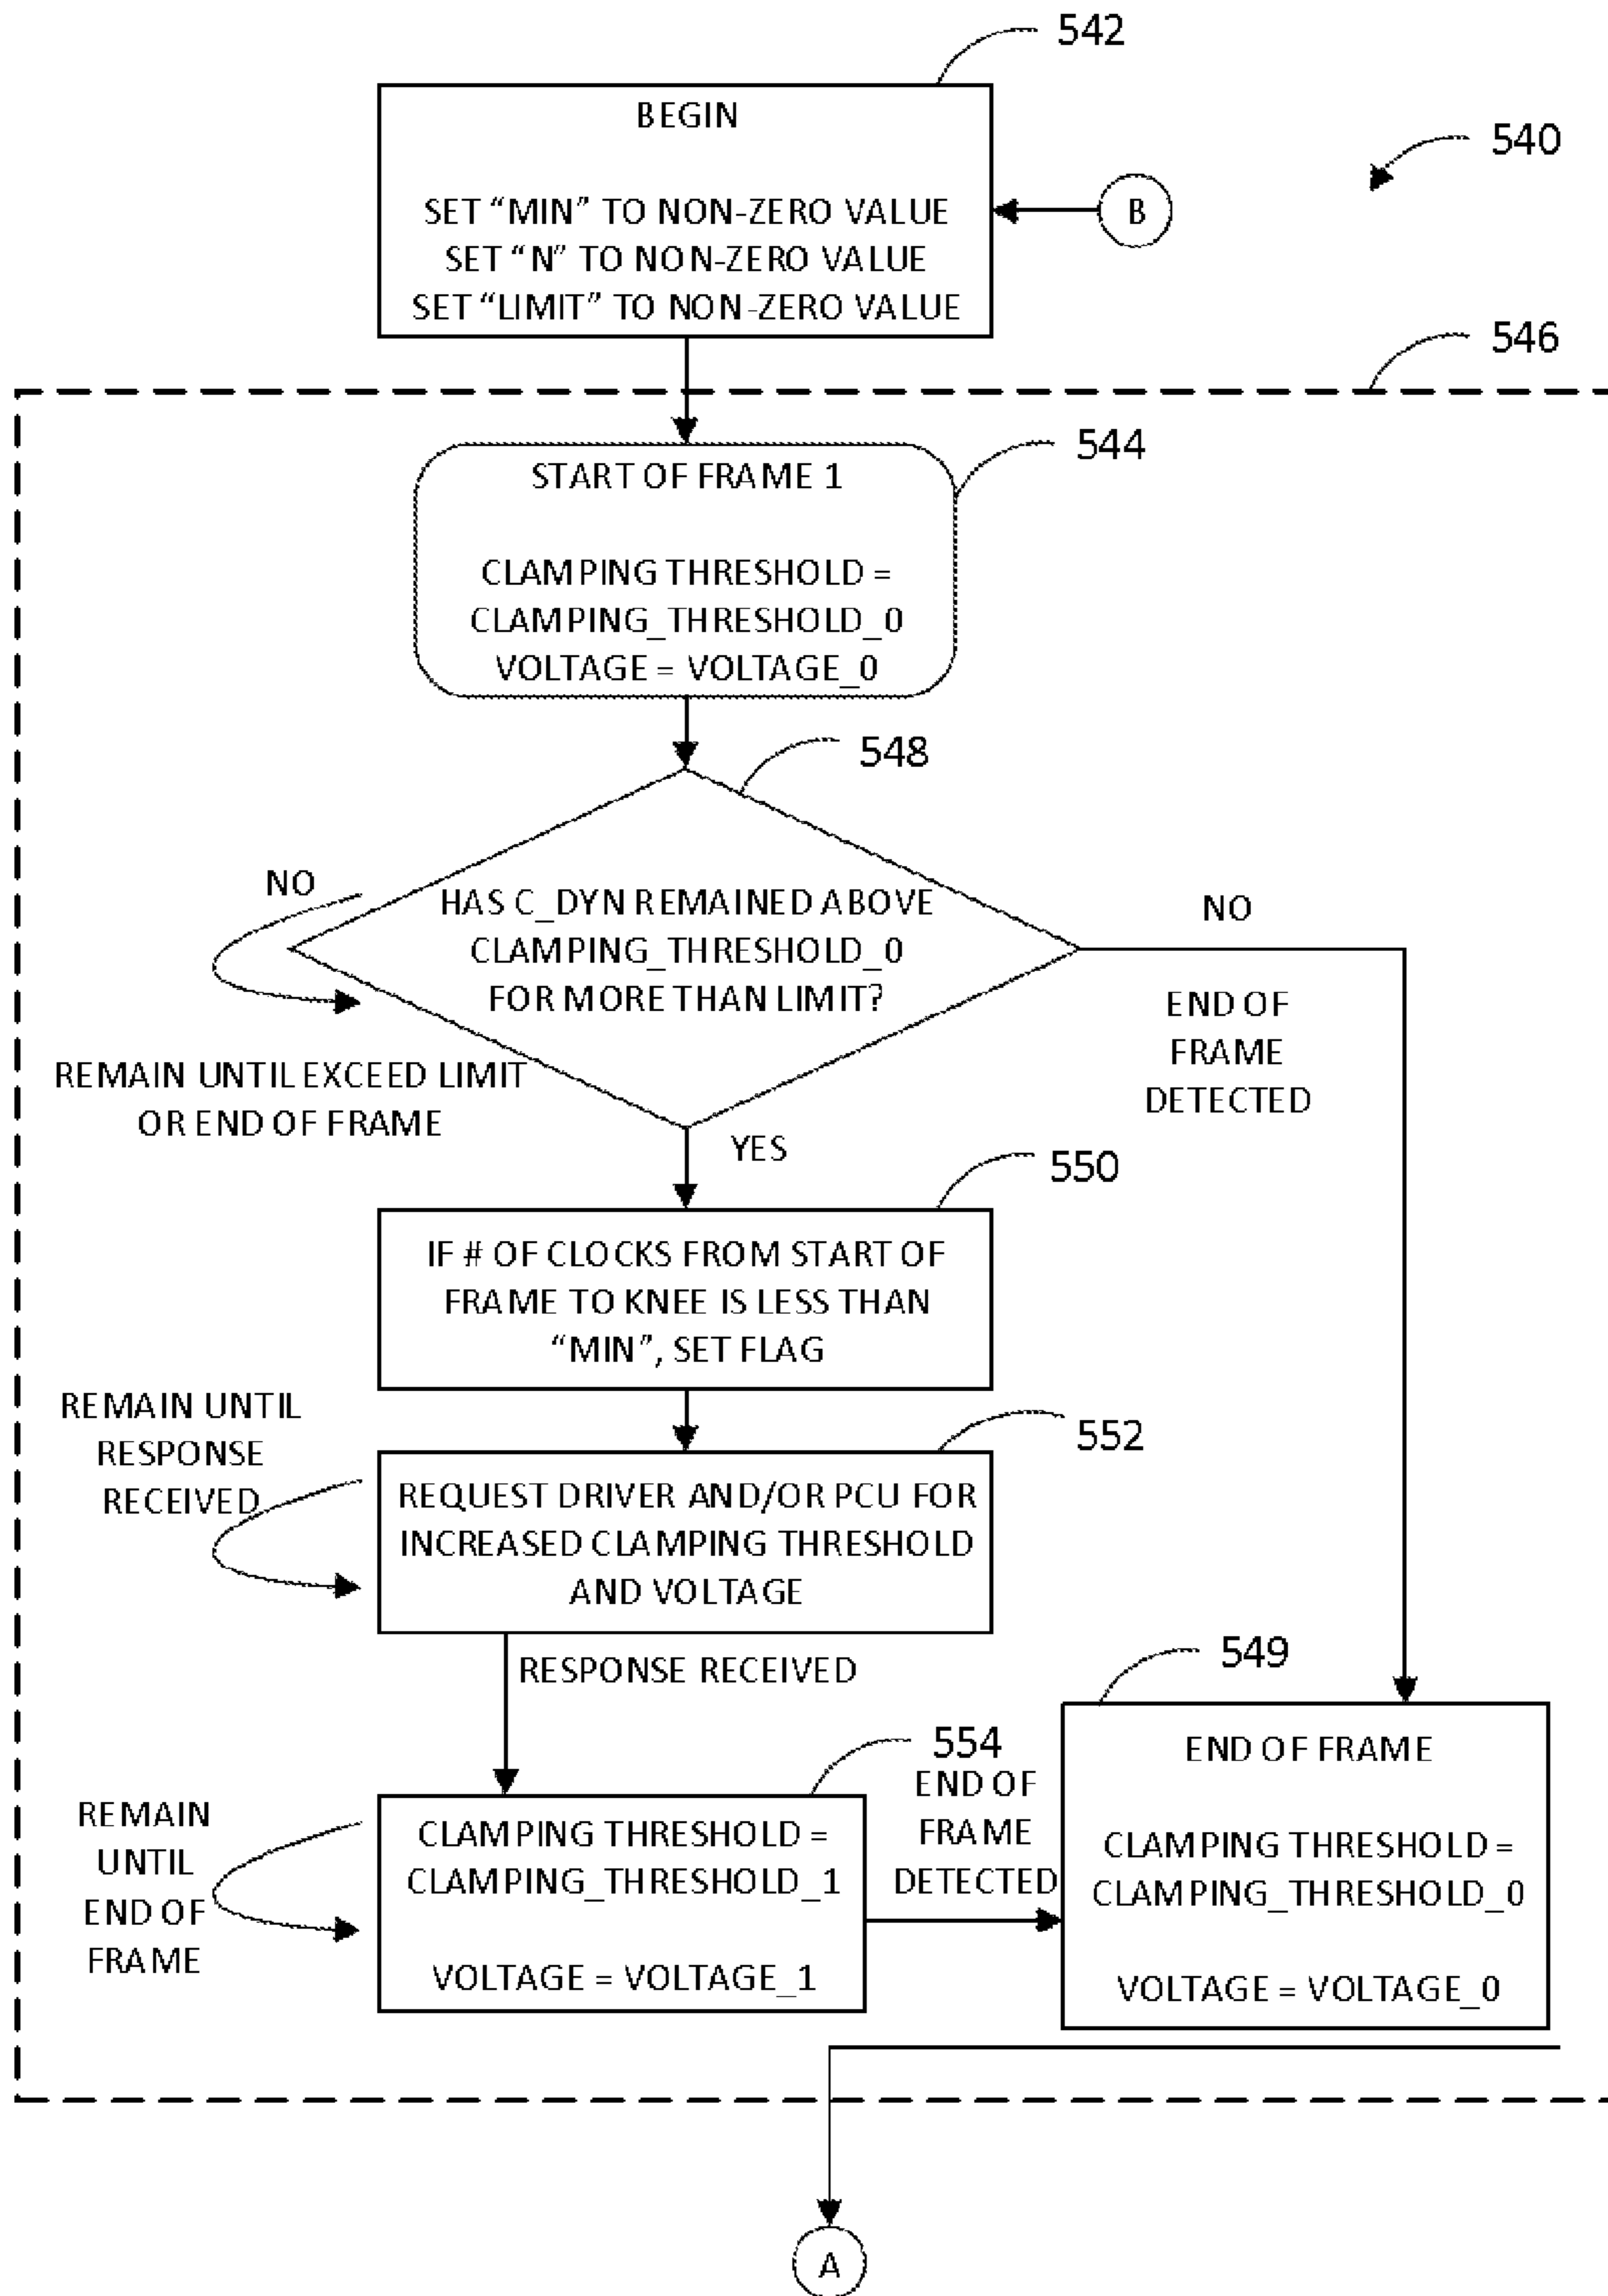 542
BEGIN
540
SET “MIN” TO NON-ZERO VALUE
B
SET “N” TO NON-ZERO VALUE
SET “LIMIT” TO NON-ZERO VALUE
546
544
START OF FRAME 1
CLAMPING THRESHOLD =
CLAMPING_THRESHOLD_0
VOLTAGE = VOLTAGE_0
548
NO
HAS C_DYN REMAINED ABOVE
CLAMPING_THRESHOLD_0
FOR MORE THAN LIMIT?
NO
END OF
FRAME
DETECTED
REMAIN UNTIL EXCEED LIMIT
OR END OF FRAME
YES
550
IF # OF CLOCKS FROM START OF
FRAME TO KNEE IS LESS THAN
“MIN”, SET FLAG
REMAIN UNTIL
RESPONSE
RECEIVED
552
REQUEST DRIVER AND/OR PCU FOR
INCREASED CLAMPING THRESHOLD
AND VOLTAGE
RESPONSE RECEIVED
549
554
END OF
FRAME
DETECTED
REMAIN
UNTIL
END OF
FRAME
CLAMPING THRESHOLD =
CLAMPING_THRESHOLD_1
VOLTAGE = VOLTAGE_1
END OF FRAME
CLAMPING THRESHOLD =
CLAMPING_THRESHOLD_0
VOLTAGE = VOLTAGE_0
A